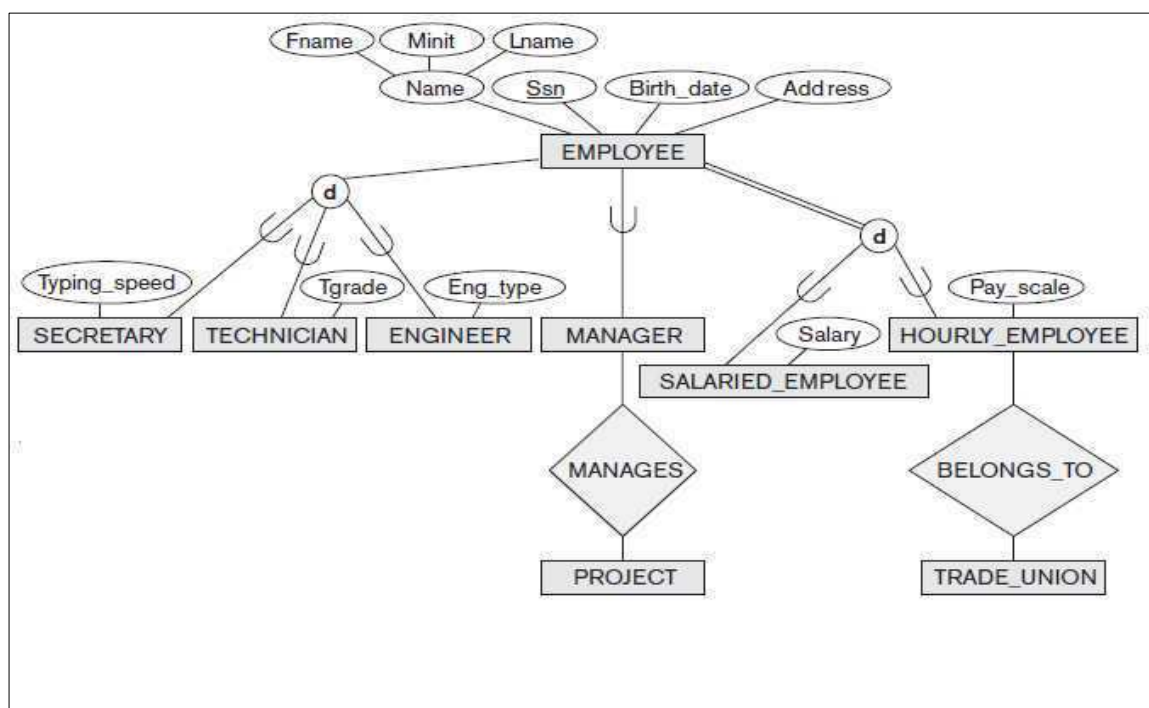 Fname Minit Lname
Name Ssn Birth_date Address
EMPLOYEE
d
d
Typing_speed Tgrade Eng_type Pay_scale
SECRETARY TECHNICIAN ENGINEER MANAGER Salary HOURLY_EMPLOYEE
SALARIED_EMPLOYEE
MANAGES BELONGS_TO
PROJECT TRADE_UNION